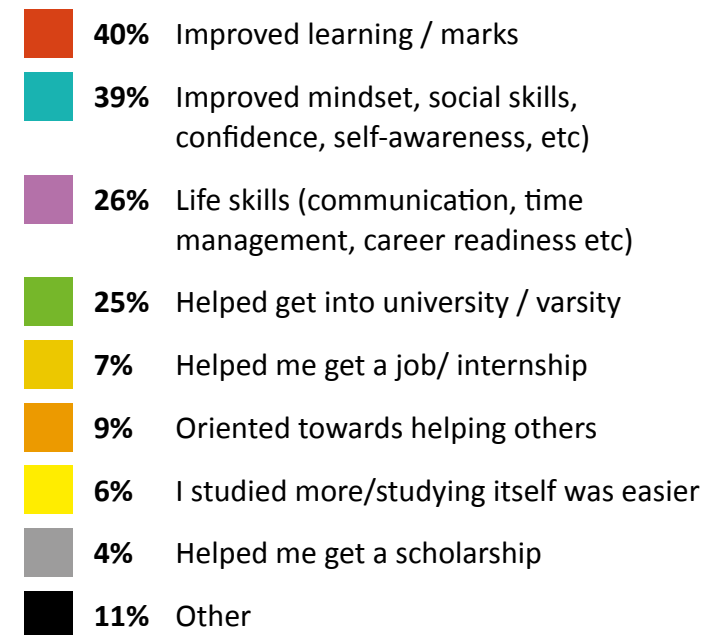 40% Improved learning / marks
39% Improved mindset, social skills,
confidence, self-awareness, etc)
26% Life skills (communication, time
management, career readiness etc)
25% Helped get into university / varsity
7% Helped me get a job/ internship
9% Oriented towards helping others
6% I studied more/studying itself was easier
4% Helped me get a scholarship
11% Other